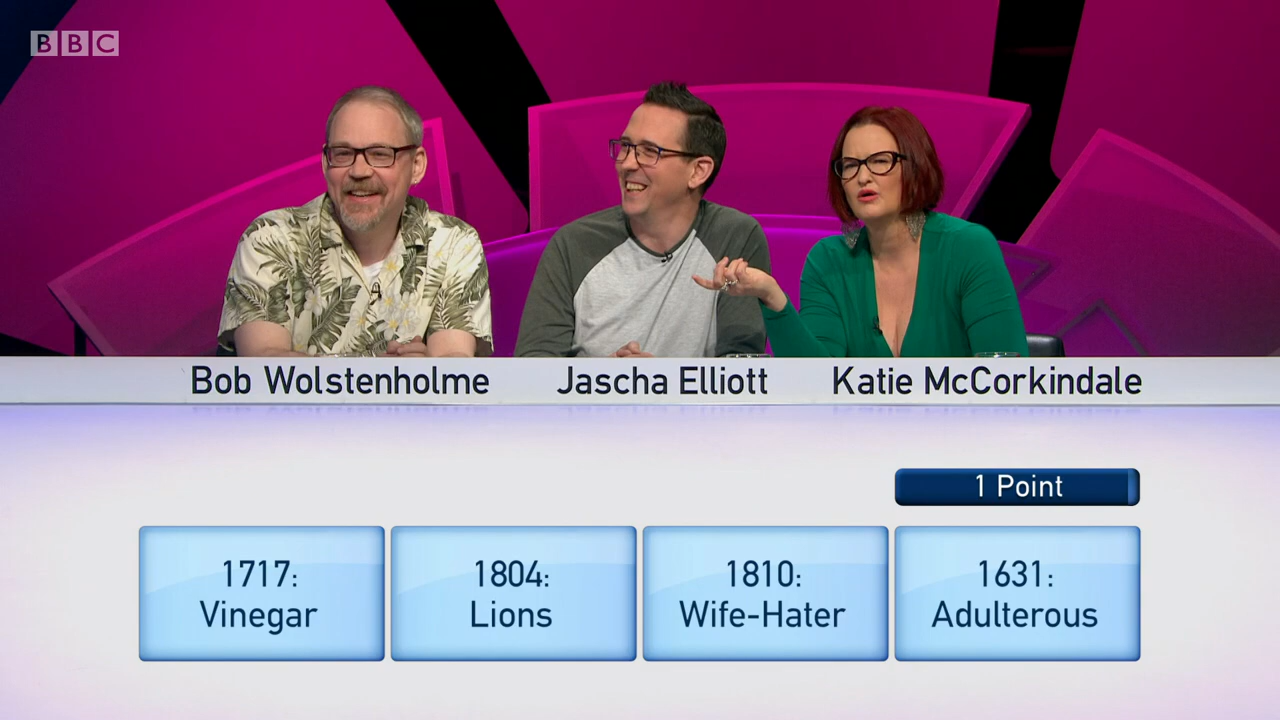 BBC
Bob Wolstenholme
Jascha Elliott
Katie McCorkindale
1 Point
1717:
Vinegar
1804:
Lions
1810:
Wife-Hater
1631:
Adulterous